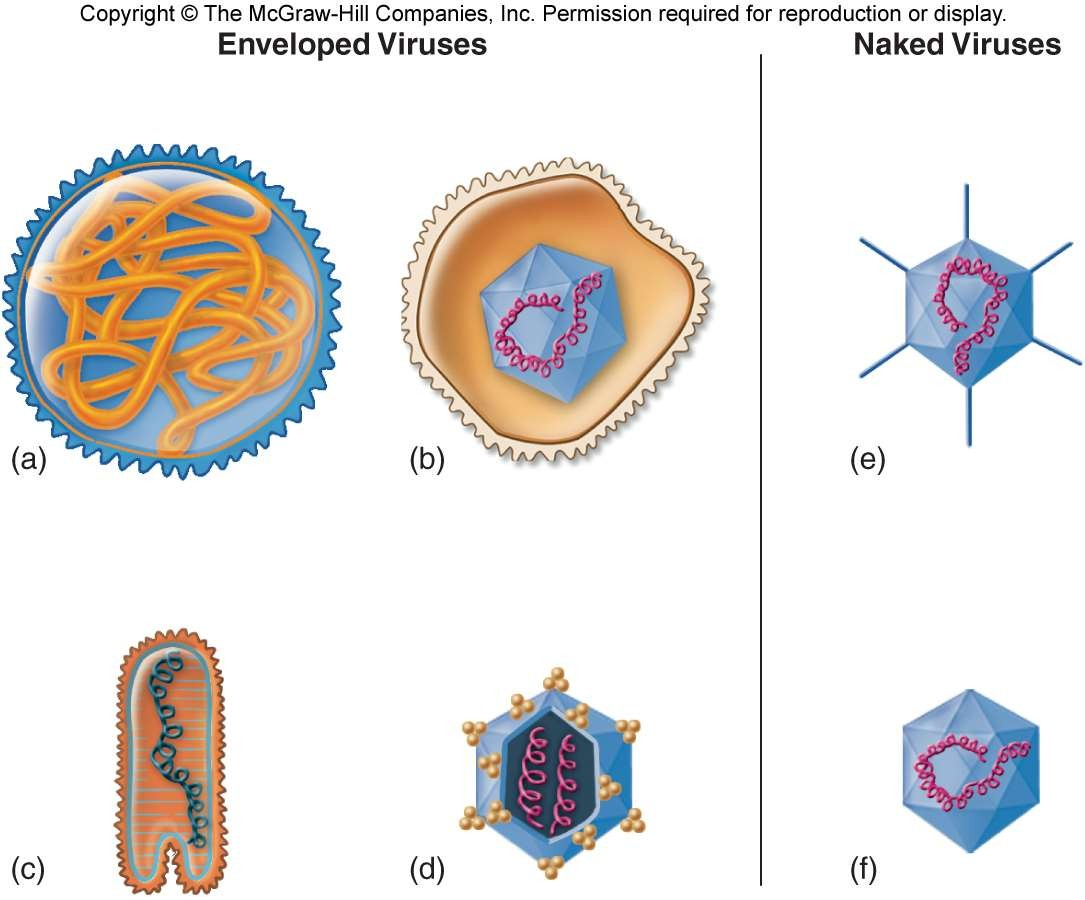 Copyright © The McGraw-Hill Companies, Inc. Permission required for reproduction or display.
Enveloped Viruses
Naked Viruses
(a)
(b)
(e)
(c)
(d)
(f)